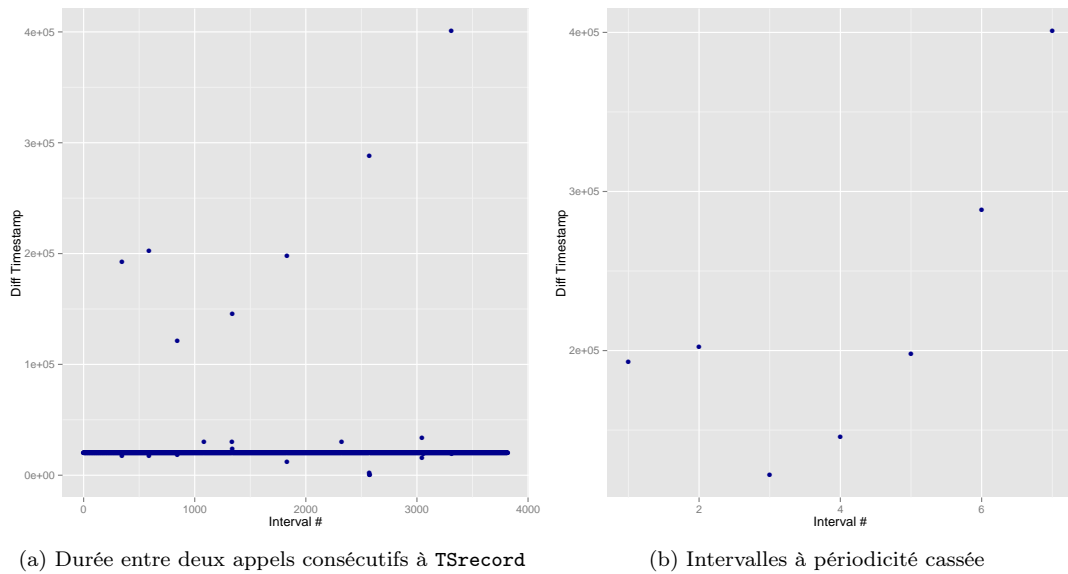 4e+05
3e+05
2e+05
1e+05
0e+00
Diff Timestamp
0
1000
2000
3000
4000
Interval #
(a) Durée entre deux appels consécutifs à TSrecord
4e+05
3e+05
2e+05
Diff Timestamp
2
4
6
Interval #
(b) Intervalles à périodicité cassée